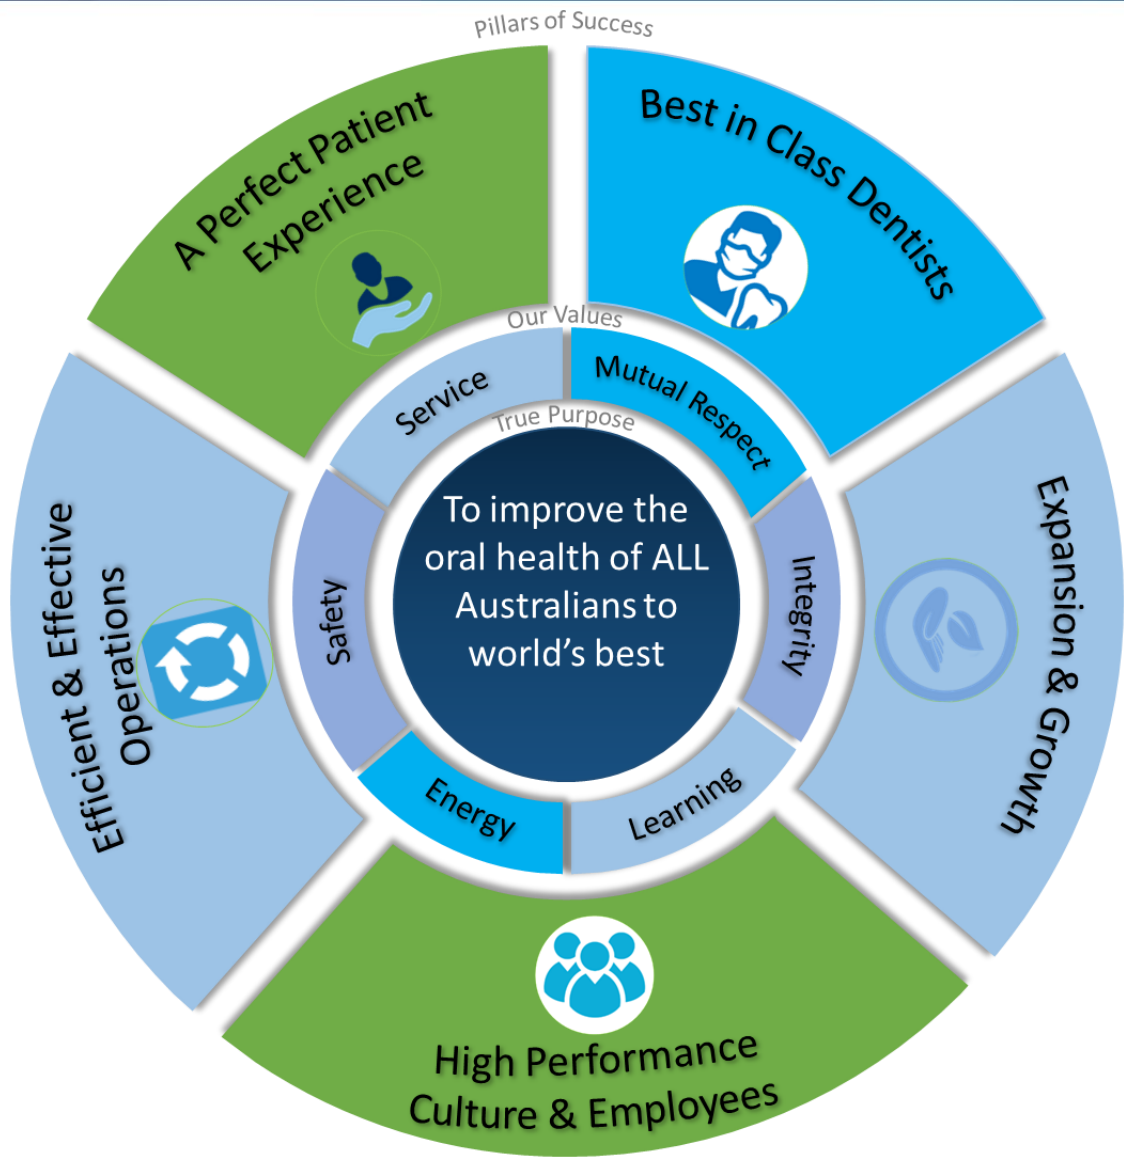 Pillars of Success
A Perfect Patient
Experience
Best in Class Dentists
Our Values
Service
Mutual Respect
True Purpose
To improve the
oral health of ALL
Australians to
world’s best
Efficient & Effective
Operations
Safety
Integrity
Expansion & Growth
Energy
Learning
High Performance
Culture & Employees